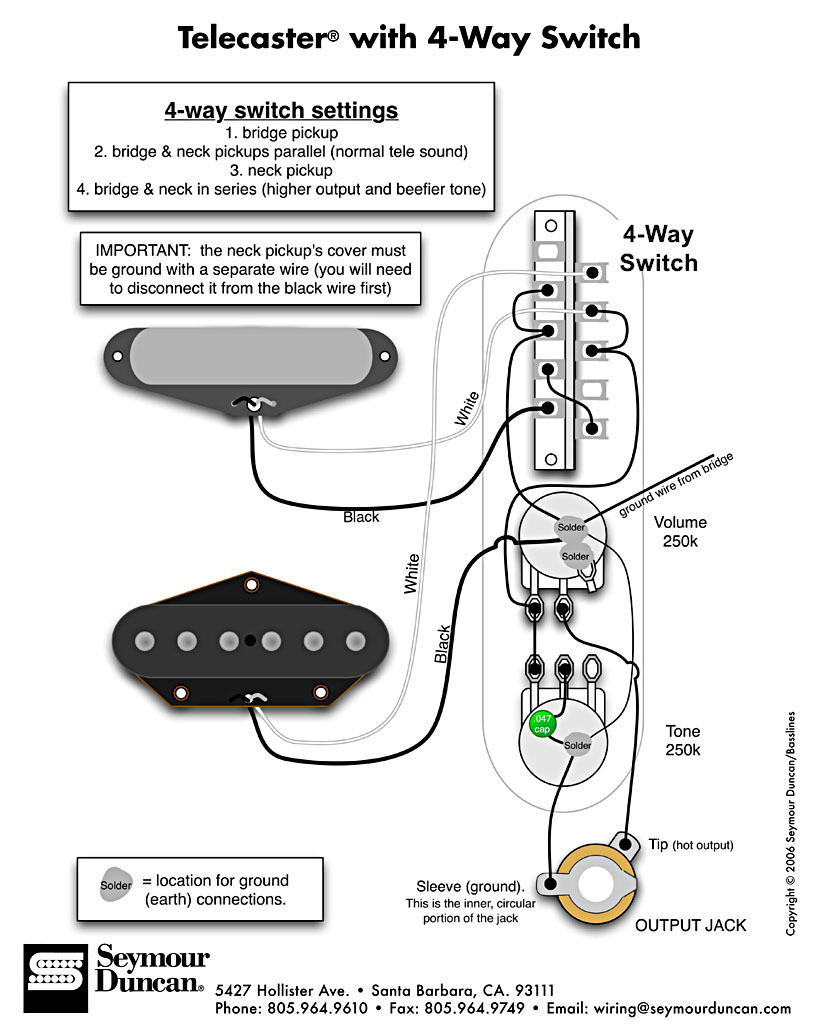 Telecaster® with 4-Way Switch
4-way switch settings
1. bridge pickup
2. bridge & neck pickups parallel (normal tele sound)
3. neck pickup
4. bridge & neck in series (higher output and beefier tone)
IMPORTANT: the neck pickup's cover must
be ground with a separate wire (you will need
to disconnect it from the black wire first)
4-Way
Switch
White
Black
ground wire from bridge
Solder
Solder
Volume
250k
White
Black
.047
cap
Solder
Tone
250k
Tip (hot output)
Sleeve (ground).
This is the inner, circular
portion of the jack
OUTPUT JACK
Solder
= location for ground
(earth) connections.
Copyright © 2006 Seymour Duncan/Basslines
Seymour
Duncan®
5427 Hollister Ave. • Santa Barbara, CA. 93111
Phone: 805.964.9610 • Fax: 805.964.9749 • Email: wiring@seymourduncan.com